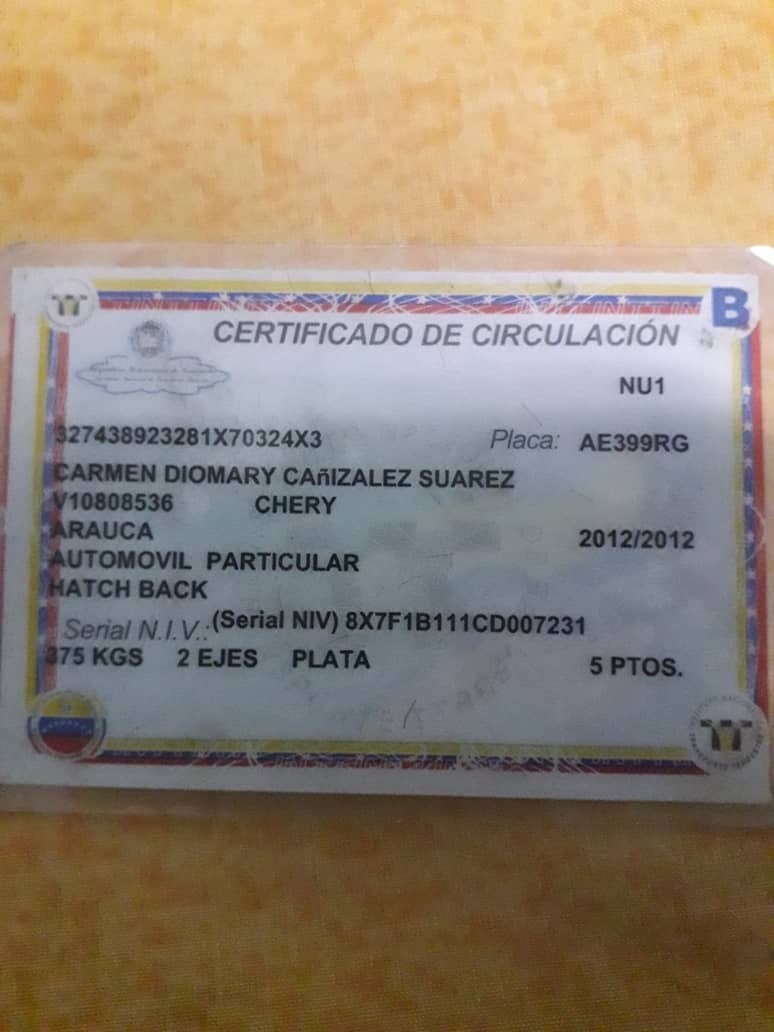 B
CERTIFICADO DE CIRCULACIÓN
NU1
327438923281X70324X3 Placa: AE399RG
CARMEN DIOMARY CAñIZALEZ SUAREZ
V10808536 CHERY
ARAUCA 2012/2012
AUTOMOVIL PARTICULAR
HATCH BACK
Serial N.I.V.: (Serial NIV) 8X7F1B111CD007231
375 KGS 2 EJES PLATA 5 PTOS.